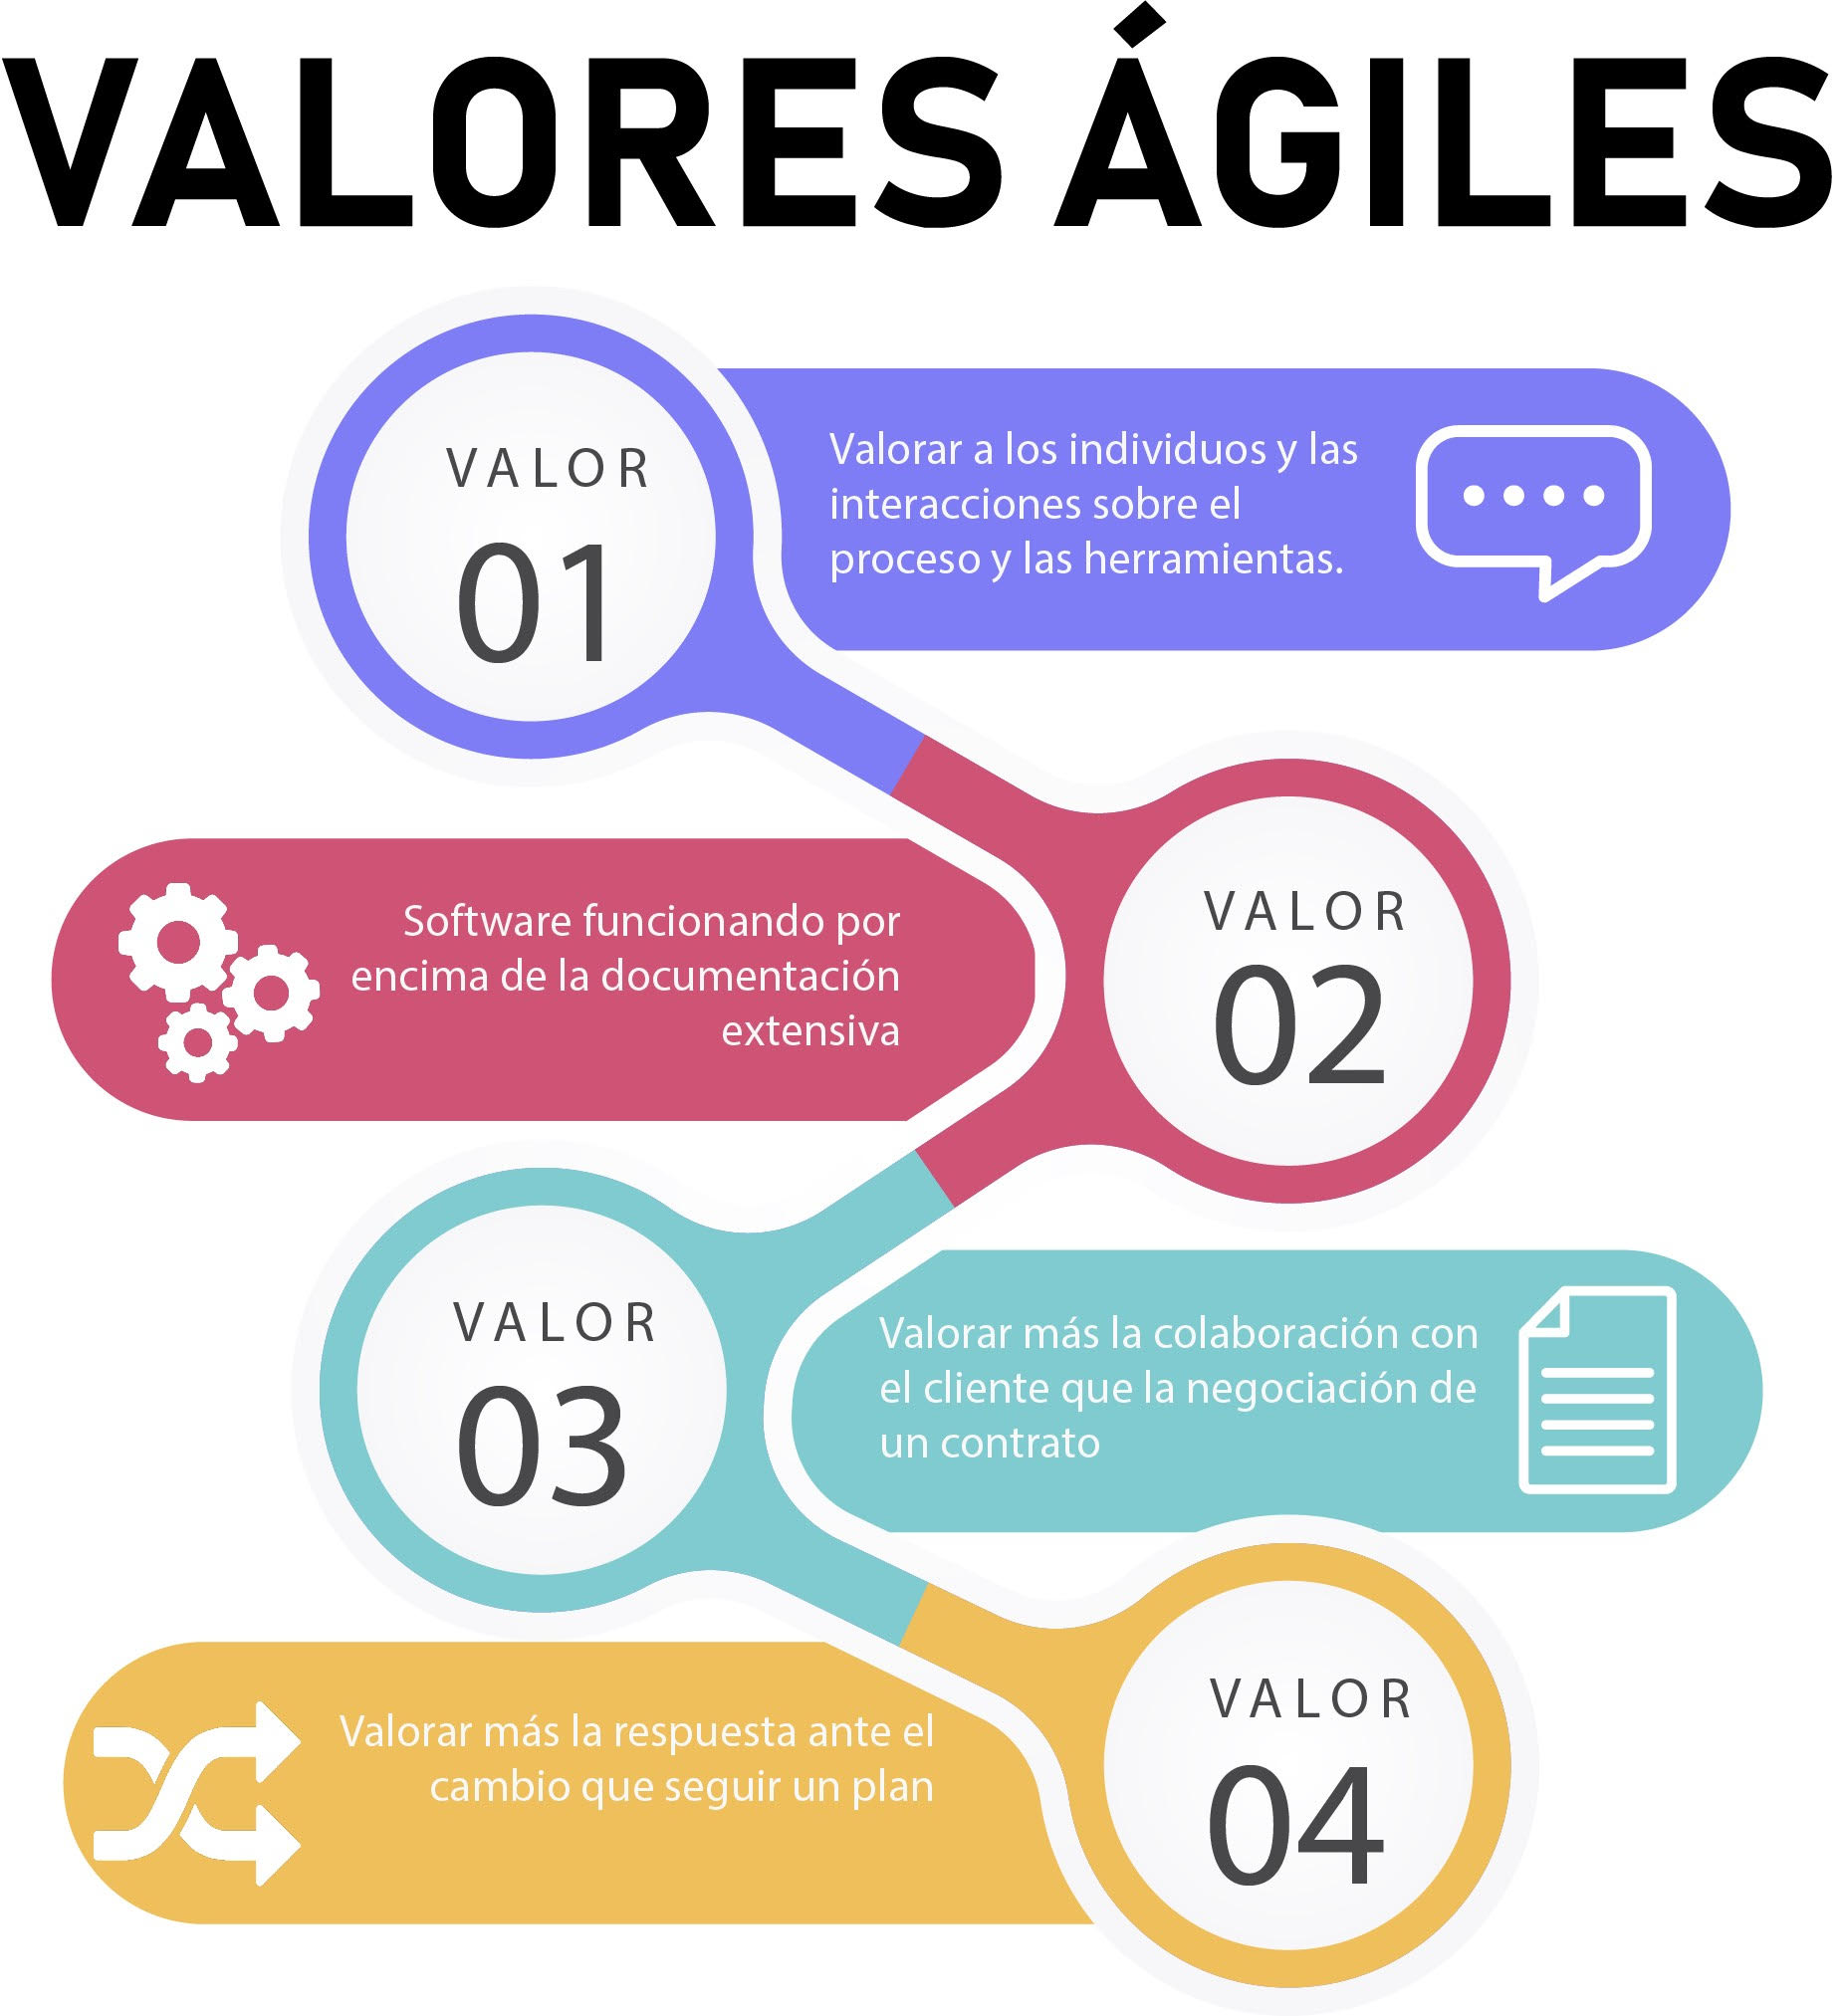 VALORES ÁGILES
VALOR
01
Valorar a los individuos y las
interacciones sobre el
proceso y las herramientas.
Software funcionando por
encima de la documentación
extensiva
VALOR
02
VALOR
03
Valorar más la colaboración con
el cliente que la negociación de
un contrato
Valorar más la respuesta ante el
cambio que seguir un plan
VALOR
04